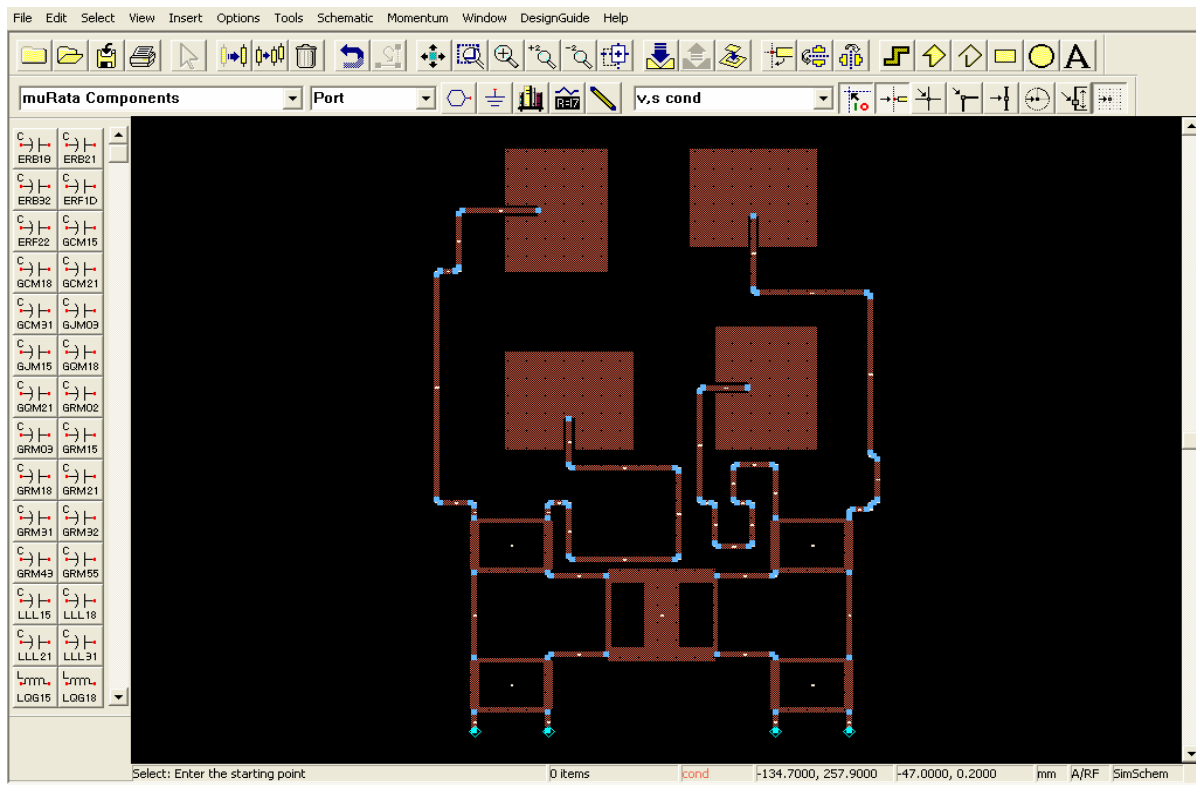 File Edit Select View Insert Options Tools Schematic Momentum Window DesignGuide Help
+2 -2 A
muRata Components Port v,s cond
C C
ERB18 ERB21
C C
ERB32 ERF1D
C C
ERF22 GCM15
C C
GCM18 GCM21
C C
GCM31 GJM03
C C
GJM15 GQM18
C C
GQM21 GRM02
C C
GRM03 GRM15
C C
GRM18 GRM21
C C
GRM31 GRM32
C C
GRM43 GRM55
C C
LLL15 LLL18
C C
LLL21 LLL31
L L
LQG15 LQG18
Select: Enter the starting point 0 items cond -134.7000, 257.9000 -47.0000, 0.2000 mm A/RF SimSchem